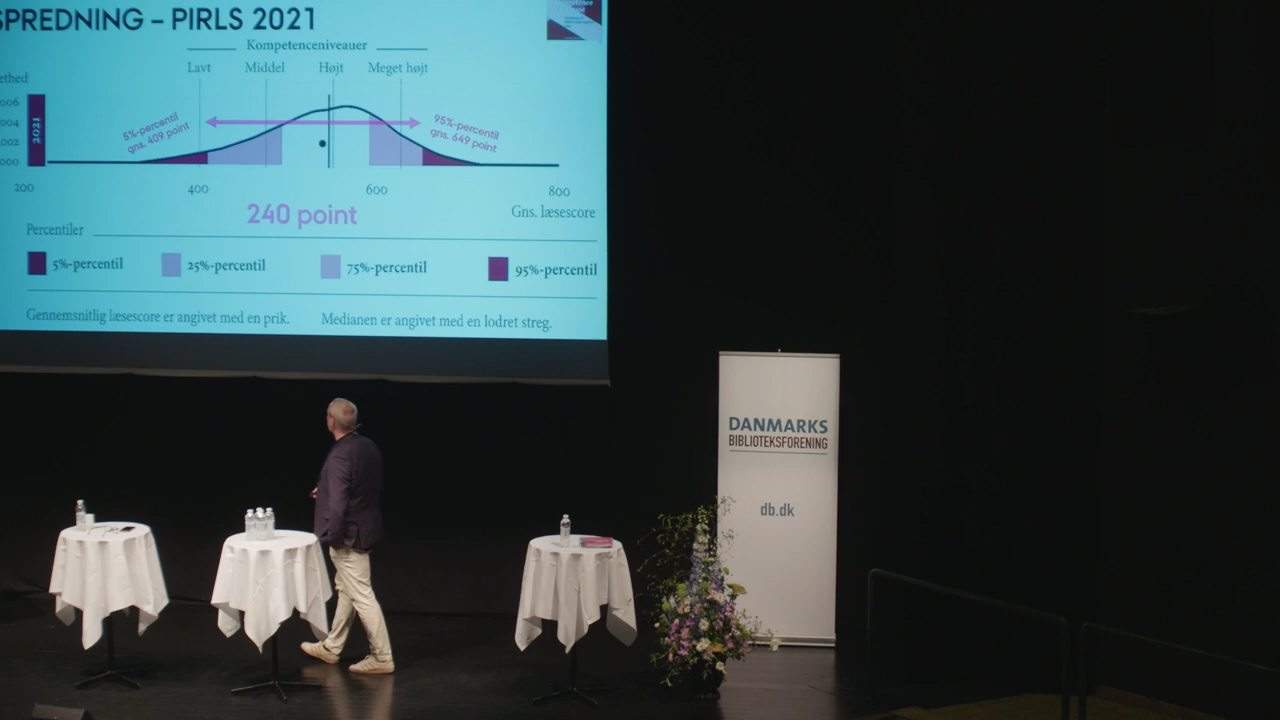 SPREDNING – PIRLS 2021
Kompetenceniveauer
Lavt Middel Højt Meget højt
5%-percentil
gns. 409 point
95%-percentil
gns. 649 point
2021
200 400 600 800
240 point
Gns. læsescore
Percentiler
5%-percentil 25%-percentil 75%-percentil 95%-percentil
Gennemsnitlig læsescore er angivet med en prik. Medianen er angivet med en lodret streg.
DANMARKS
BIBLIOTEKSFORENING
db.dk